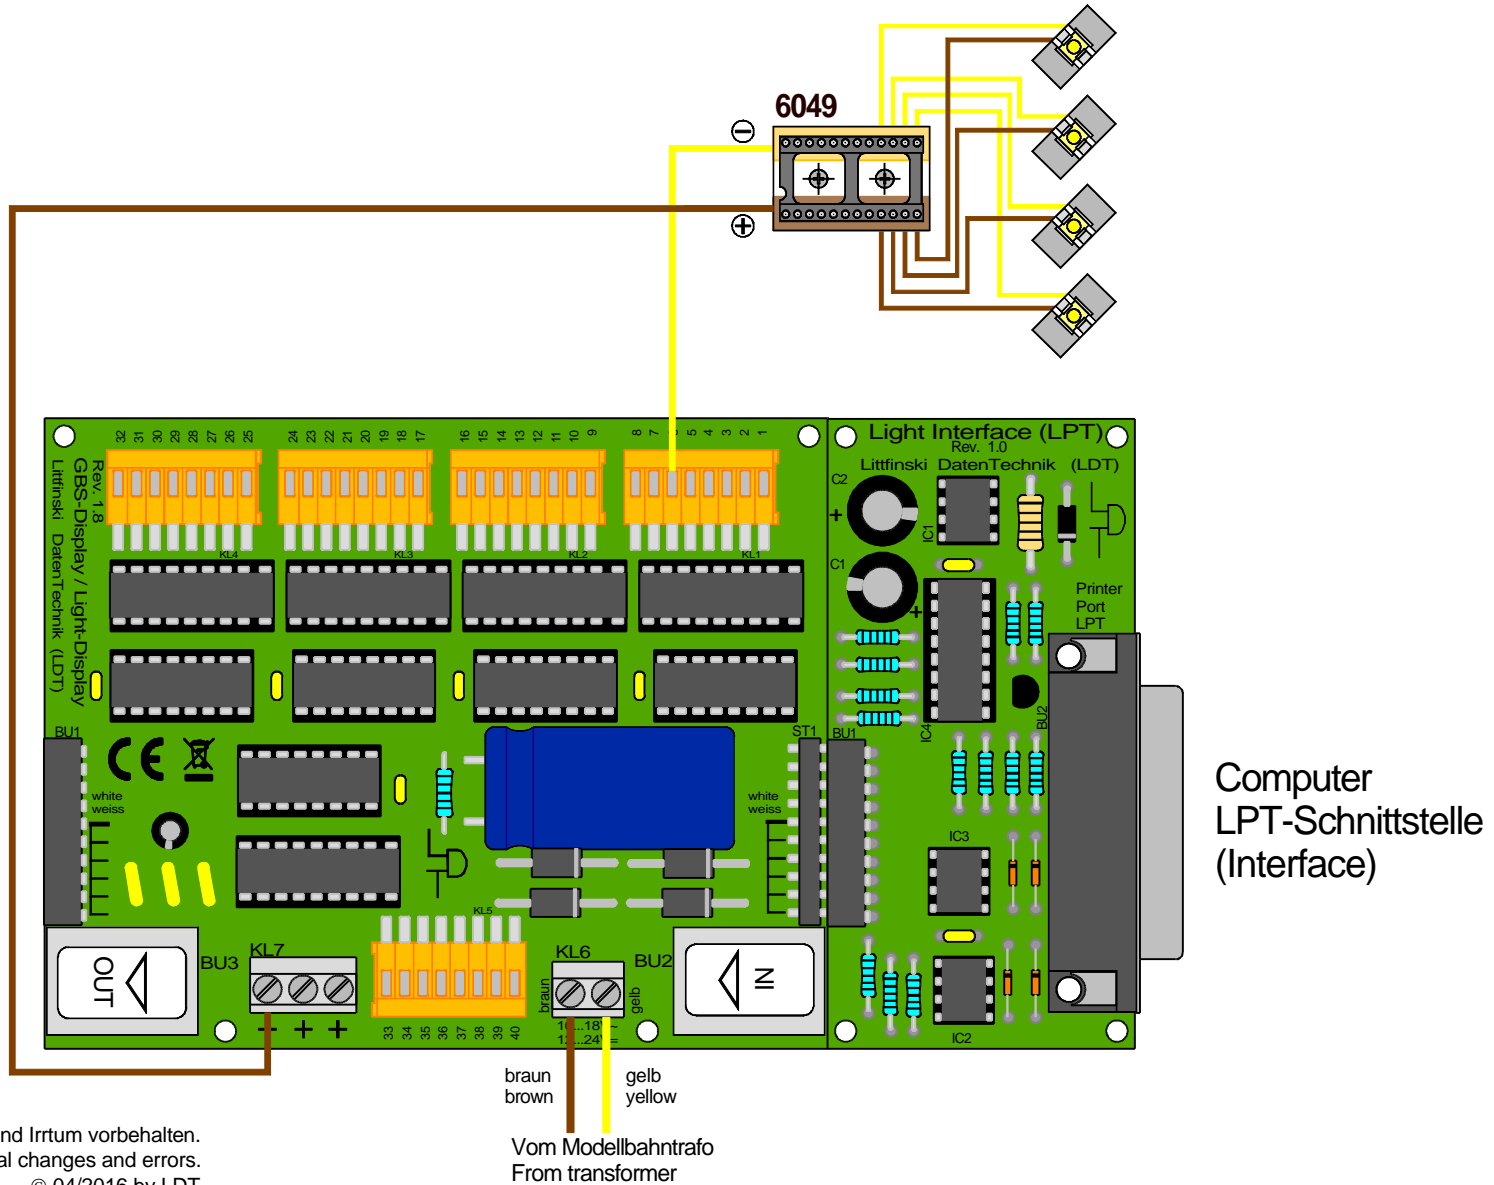 6049
32 31 30 29 28 27 26 25
24 23 22 21 20 19 18 17
16 15 14 13 12 11 10 9
8 7 5 4 3 2 1
Light Interface (LPT)
Rev. 1.0
Littfinski DatenTechnik (LDT)
Rev. 1.8
GBS-Display / Light-Display
Littfinski DatenTechnik (LDT)
KL4
KL3
KL2
KL1
C2
+
IC1
C1
+
Printer
Port
LPT
IC4
BU2
BU1
white
weiss
ST1
BU1
white
weiss
IC3
IC2
KL5
OUT
BU3
KL7
+ +
33 34 35 36 37 38 39 40
KL6
braun
gelb
BU2
IN
Computer
LPT-Schnittstelle
(Interface)
braun
brown
gelb
yellow
Vom Modellbahntrafo
From transformer
nd Irrtum vorbehalten.
al changes and errors.
© 04/2016 by LDT